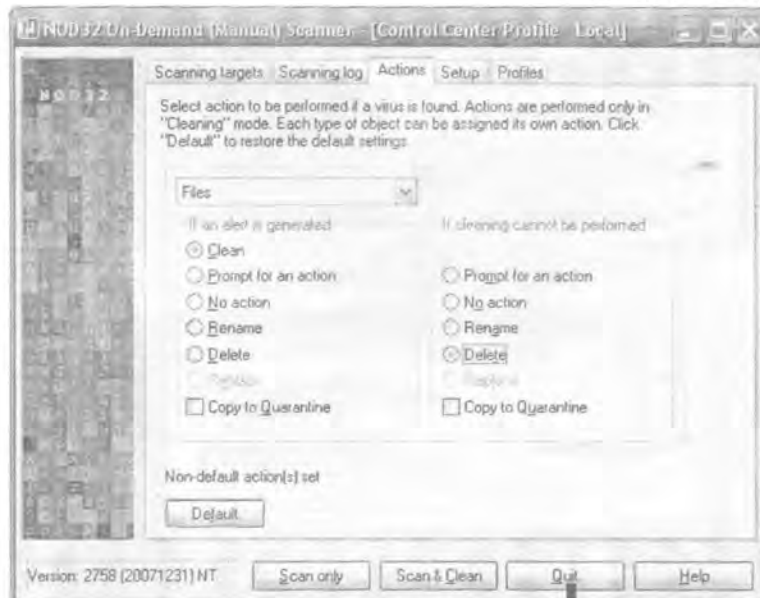 NOD32 On-Demand (Manual) Scanner - [Control Center Profile - Local]
NOD32
Scanning targets Scanning log Actions Setup Profiles
Select action to be performed if a virus is found. Actions are performed only in
"Cleaning" mode. Each type of object can be assigned its own action. Click
"Default" to restore the default settings
Files
If an alert is generated If cleaning cannot be performed
Clean
Prompt for an action Prompt for an action
No action No action
Rename Rename
Delete Delete
Replace Replace
Copy to Quarantine Copy to Quarantine
Non-default action(s) set
Default
Version: 2758 (20071231) NT Scan only Scan & Clean Quit Help